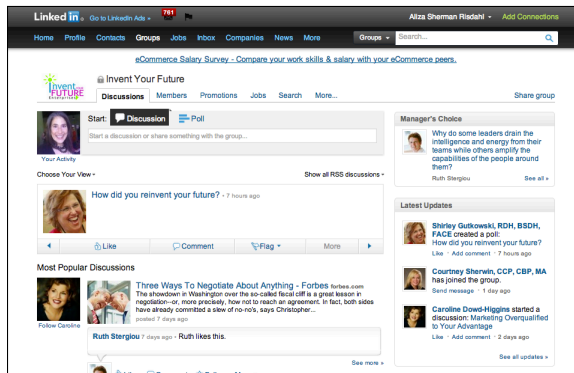 Linked in® Go to LinkedIn Ads » 761 Aliza Sherman Risdahl Add Connections
Home Profile Contacts Groups Jobs Inbox Companies News More Groups Search...
eCommerce Salary Survey - Compare your work skills & salary with your eCommerce peers.
Invent YOUR FUTURE Enterprises
Invent Your Future
Discussions Members Promotions Jobs Search More... Share group
Start: Discussion Poll
Start a discussion or share something with the group...
Your Activity
Choose Your View Show all RSS discussions
How did you reinvent your future? • 7 hours ago
Like Comment Flag More
Most Popular Discussions
Three Ways To Negotiate About Anything - Forbes forbes.com
The showdown in Washington over the so-called fiscal cliff is a great lesson in
negotiation–or, more precisely, how not to reach an agreement. In fact, both sides
have already committed a slew of no-no's, says Christopher...
posted 7 days ago
Follow Caroline
Ruth Stergiou 7 days ago • Ruth likes this.
See more »
Manager's Choice
Why do some leaders drain the
intelligence and energy from their
teams while others amplify the
capabilities of the people around
them?
Ruth Stergiou See all »
Latest Updates
Shirley Gutkowski, RDH, BSDH,
FACE created a poll:
How did you reinvent your future?
Like • Add comment • 7 hours ago
Courtney Sherwin, CCP, CBP, MA
has joined the group.
Send message • 1 day ago
Caroline Dowd-Higgins started a
discussion: Marketing Overqualified
to Your Advantage
Like • Add comment • 2 days ago
See all updates »